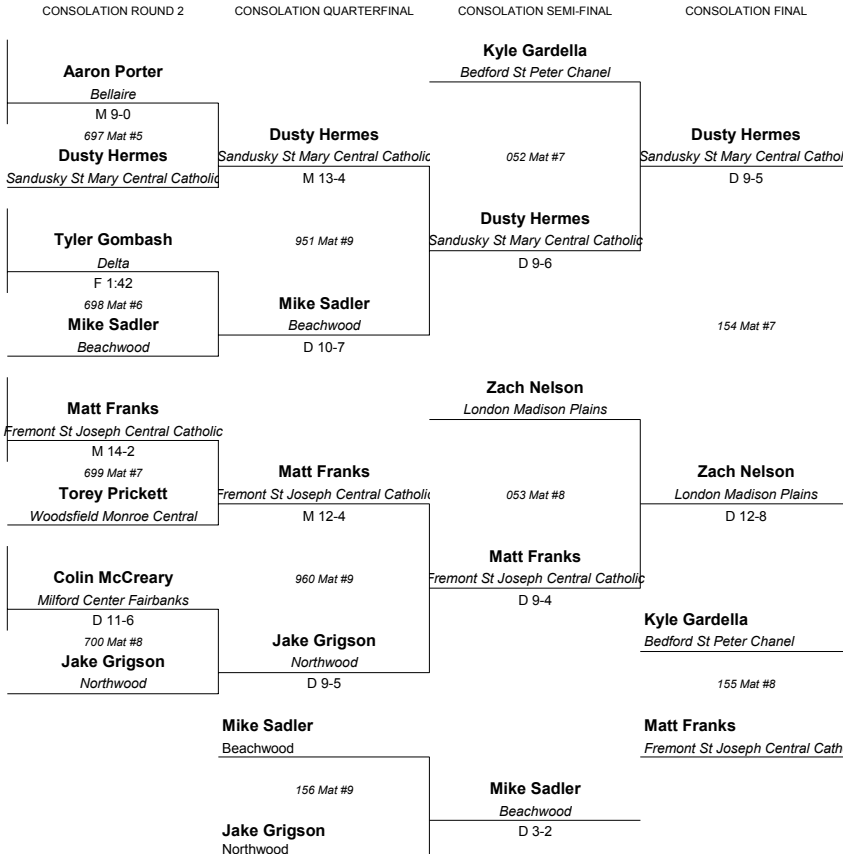 CONSOLATION ROUND 2
CONSOLATION QUARTERFINAL
CONSOLATION SEMI-FINAL
CONSOLATION FINAL
Aaron Porter
Bellaire
M 9-0
697 Mat #5
Dusty Hermes
Sandusky St Mary Central Catholic
Tyler Gombash
Delta
F 1:42
698 Mat #6
Mike Sadler
Beachwood
Matt Franks
Fremont St Joseph Central Catholic
M 14-2
699 Mat #7
Torey Prickett
Woodsfield Monroe Central
Colin McCreary
Milford Center Fairbanks
D 11-6
700 Mat #8
Jake Grigson
Northwood
Dusty Hermes
Sandusky St Mary Central Catholic
M 13-4
951 Mat #9
Mike Sadler
Beachwood
D 10-7
Matt Franks
Fremont St Joseph Central Catholic
M 12-4
960 Mat #9
Jake Grigson
Northwood
D 9-5
Mike Sadler
Beachwood
156 Mat #9
Jake Grigson
Northwood
Kyle Gardella
Bedford St Peter Chanel
052 Mat #7
Dusty Hermes
Sandusky St Mary Central Catholic
D 9-6
Zach Nelson
London Madison Plains
053 Mat #8
Matt Franks
Fremont St Joseph Central Catholic
D 9-4
Mike Sadler
Beachwood
D 3-2
Dusty Hermes
Sandusky St Mary Central Cathol
D 9-5
154 Mat #7
Zach Nelson
London Madison Plains
D 12-8
Kyle Gardella
Bedford St Peter Chanel
155 Mat #8
Matt Franks
Fremont St Joseph Central Cath